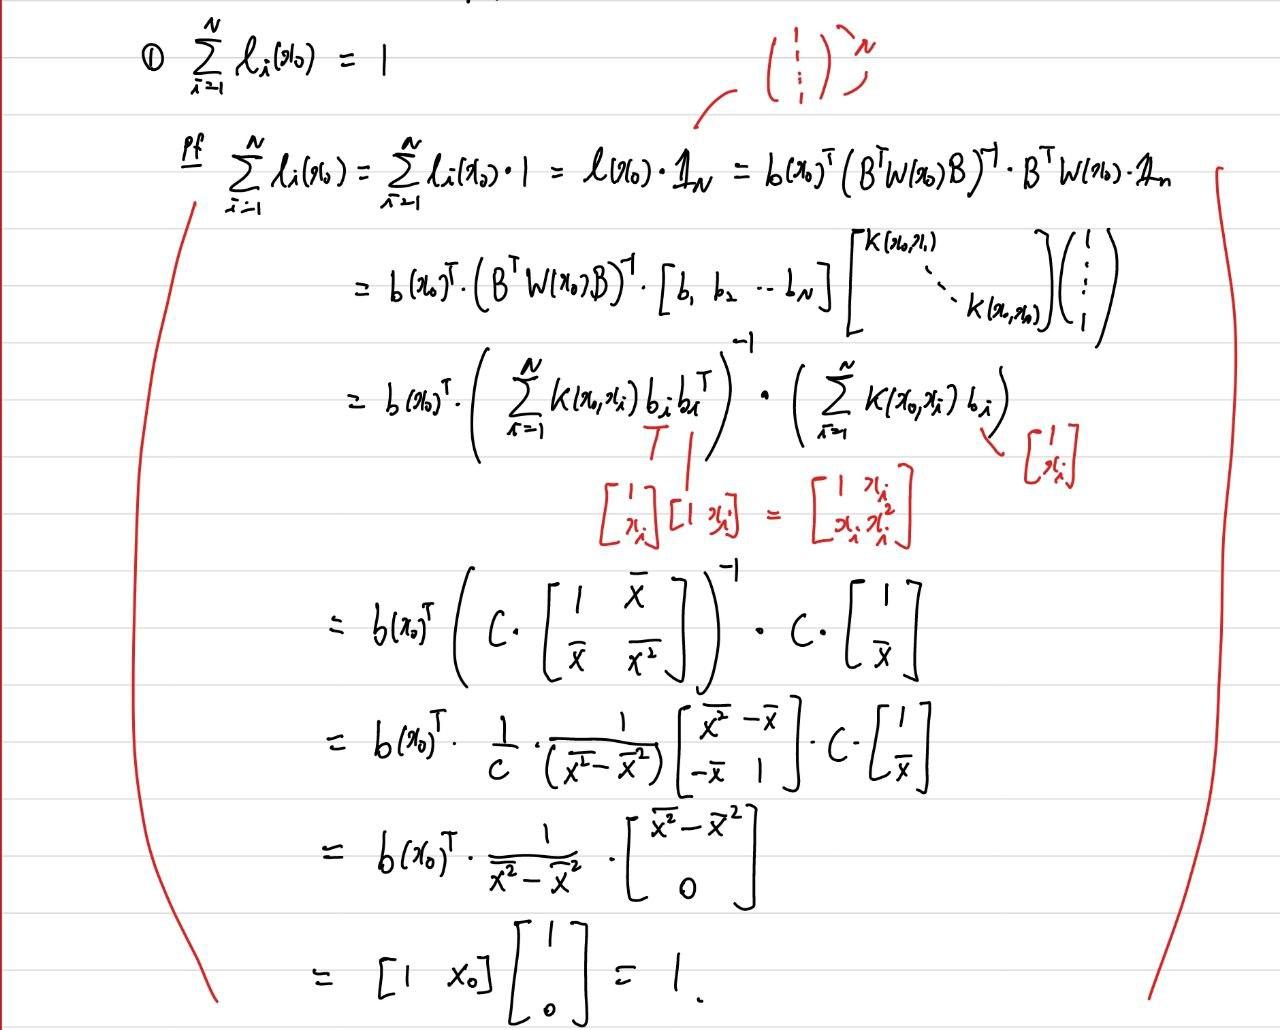 ① $\sum_{i=1}^{N} l_i(x_0) = 1$
$\begin{pmatrix} 1 \\ \vdots \\ 1 \end{pmatrix}$ N
pf $\sum_{i=1}^{N} l_i(x_0) = \sum_{i=1}^{N} l_i(x_0) \cdot 1 = l(x_0) \cdot \mathbb{1}_N = b(x_0)^T (B^T W(x_0) B)^{-1} \cdot B^T W(x_0) \cdot \mathbb{1}_n$
$= b(x_0)^T \cdot (B^T W(x_0) B)^{-1} \cdot [b_1 \ b_2 \ \cdots \ b_N] \begin{bmatrix} K(x_0, x_1) & & \\ & \ddots & \\ & & K(x_0, x_N) \end{bmatrix} \begin{pmatrix} 1 \\ \vdots \\ 1 \end{pmatrix}$
$= b(x_0)^T \cdot \left( \sum_{i=1}^{N} K(x_0, x_i) b_i b_i^T \right)^{-1} \cdot \left( \sum_{i=1}^{N} K(x_0, x_i) b_i \right)$
$\begin{bmatrix} 1 \\ x_i \end{bmatrix}$
$\begin{bmatrix} 1 \\ x_i \end{bmatrix} [1 \ x_i] = \begin{bmatrix} 1 & x_i \\ x_i & x_i^2 \end{bmatrix}$
$= b(x_0)^T \left( C \cdot \begin{bmatrix} 1 & \overline{x} \\ \overline{x} & \overline{x^2} \end{bmatrix} \right)^{-1} \cdot C \cdot \begin{bmatrix} 1 \\ \overline{x} \end{bmatrix}$
$= b(x_0)^T \cdot \frac{1}{C} \cdot \frac{1}{(\overline{x^2} - \overline{x}^2)} \begin{bmatrix} \overline{x^2} & -\overline{x} \\ -\overline{x} & 1 \end{bmatrix} \cdot C \cdot \begin{bmatrix} 1 \\ \overline{x} \end{bmatrix}$
$= b(x_0)^T \cdot \frac{1}{\overline{x^2} - \overline{x}^2} \cdot \begin{bmatrix} \overline{x^2} - \overline{x}^2 \\ 0 \end{bmatrix}$
$= [1 \ x_0] \begin{bmatrix} 1 \\ 0 \end{bmatrix} = 1.$